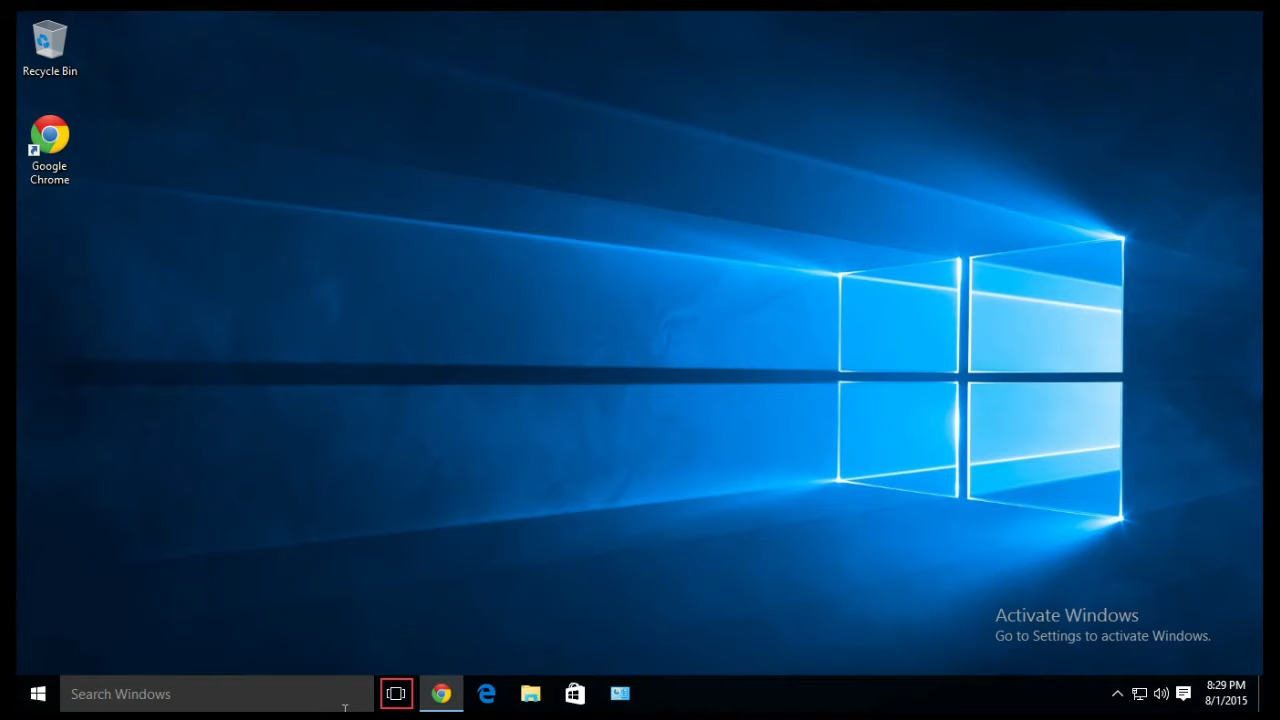 Recycle Bin
Google
Chrome
Activate Windows
Go to Settings to activate Windows.
Search Windows
8:29 PM
8/1/2015